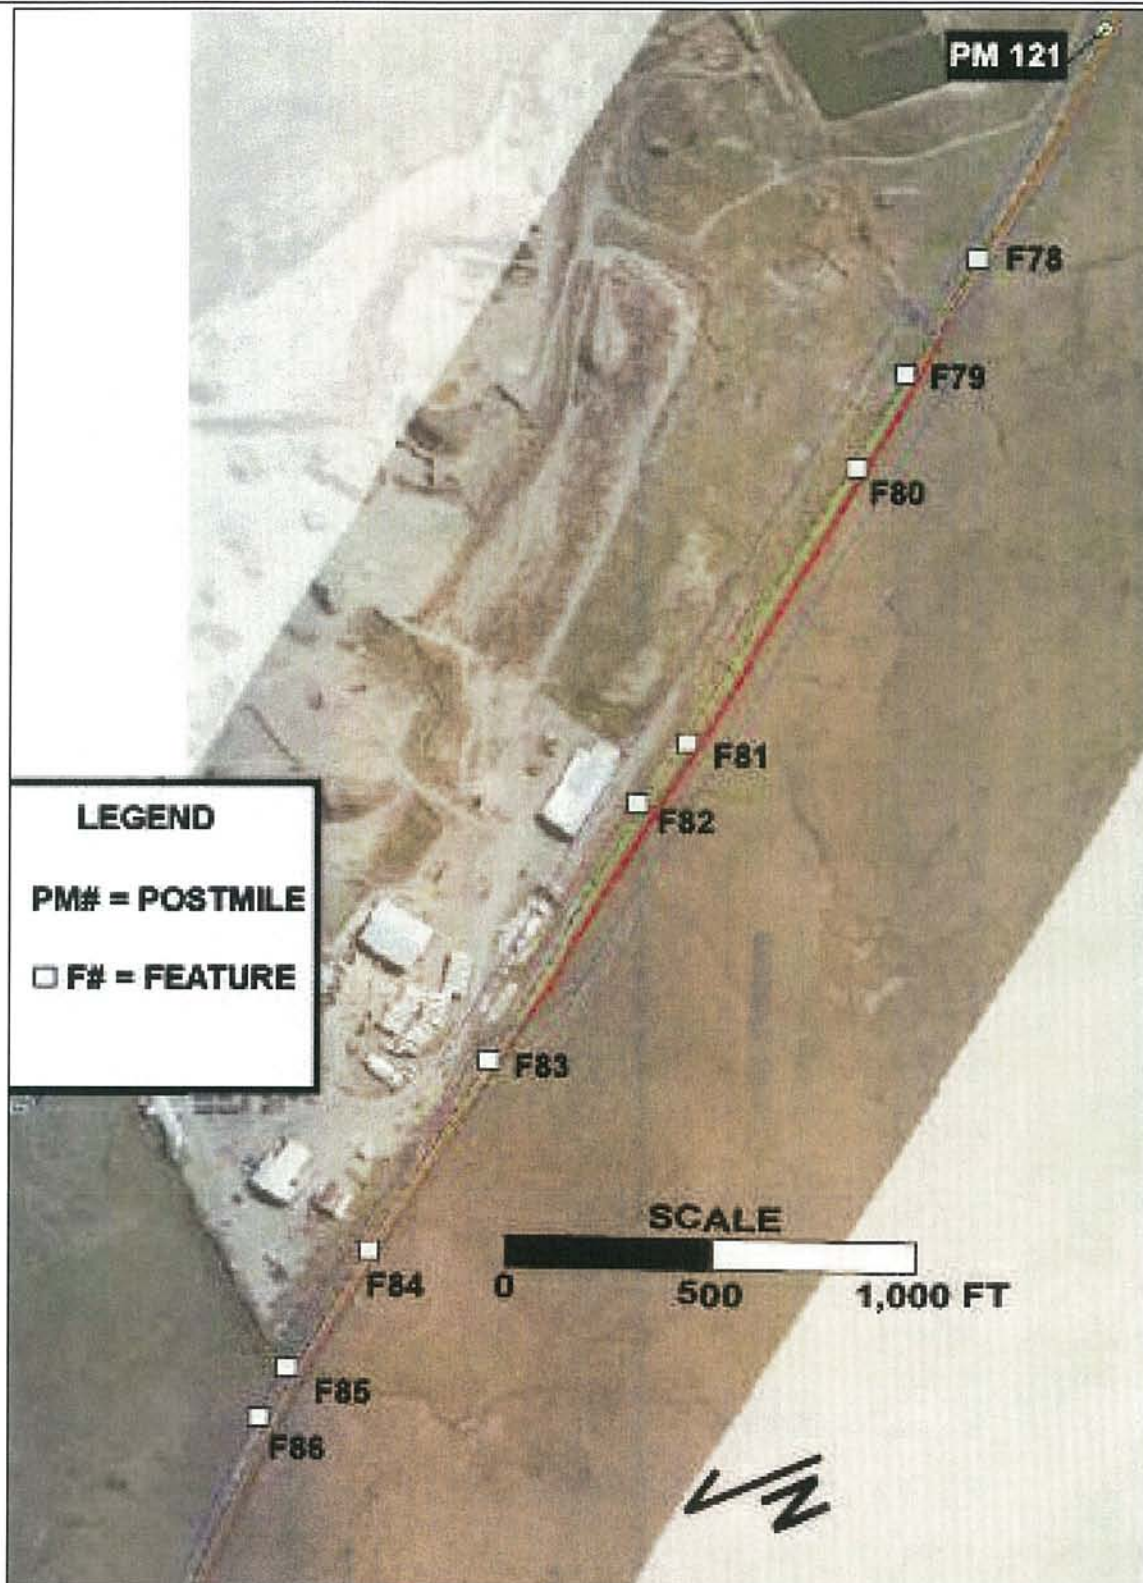 PM 121
F78
F79
F80
F81
F82
LEGEND
PM# = POSTMILE
F# = FEATURE
F83
SCALE
0 500 1,000 FT
F84
F85
F86
N